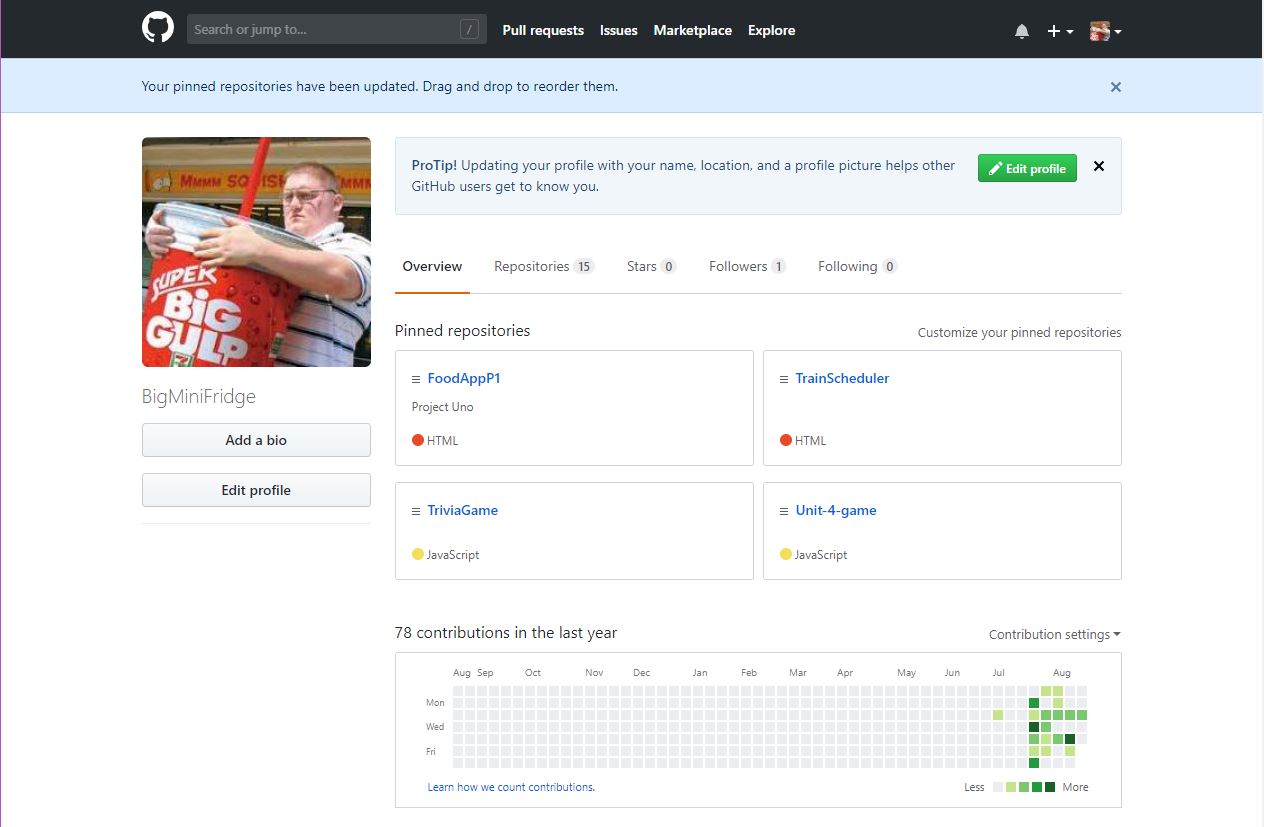 Search or jump to... /
Pull requests
Issues
Marketplace
Explore
Your pinned repositories have been updated. Drag and drop to reorder them.
MMMM SQUISH
MMM
SUPER
BIG
GULP
7
BigMiniFridge
Add a bio
Edit profile
ProTip! Updating your profile with your name, location, and a profile picture helps other
GitHub users get to know you.
Edit profile
Overview
Repositories 15
Stars 0
Followers 1
Following 0
Pinned repositories
Customize your pinned repositories
FoodAppP1
Project Uno
HTML
TrainScheduler
HTML
TriviaGame
JavaScript
Unit-4-game
JavaScript
78 contributions in the last year
Contribution settings
Aug Sep Oct Nov Dec Jan Feb Mar Apr May Jun Jul Aug
Mon
Wed
Fri
Learn how we count contributions.
Less
More